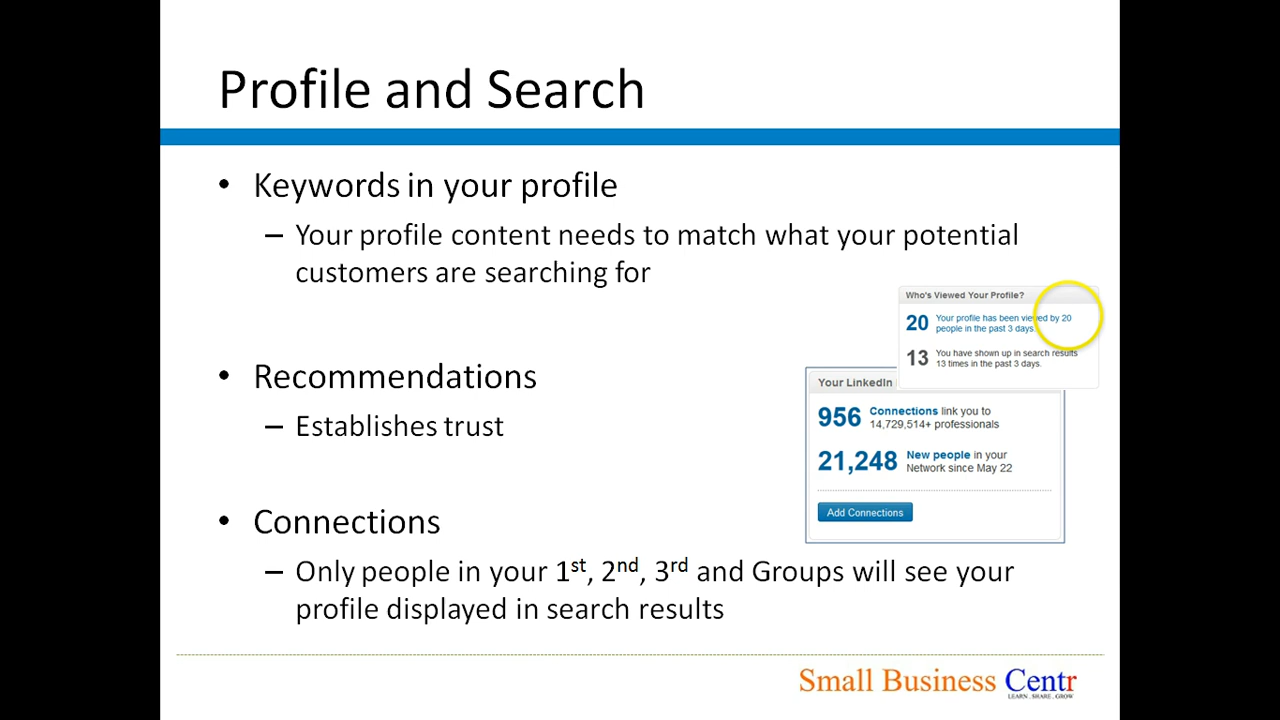 Profile and Search
• Keywords in your profile
– Your profile content needs to match what your potential
customers are searching for
Who's Viewed Your Profile?
20 Your profile has been viewed by 20
people in the past 3 days.
13 You have shown up in search results
13 times in the past 3 days.
• Recommendations
– Establishes trust
Your LinkedIn
956 Connections link you to
14,729,514+ professionals
21,248 New people in your
Network since May 22
Add Connections
• Connections
– Only people in your 1st, 2nd, 3rd and Groups will see your
profile displayed in search results
Small Business Centr
LEARN . SHARE . GROW